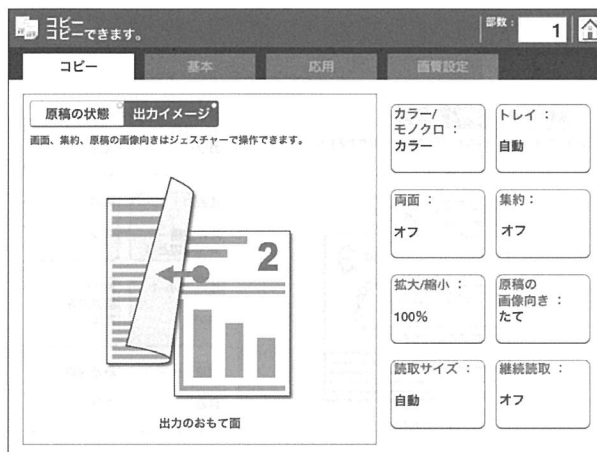 コピー
コピーできます。
部数：
1
コピー
基本
応用
画質設定
原稿の状態
出力イメージ
画面、集約、原稿の画像向きはジェスチャーで操作できます。
2
出力のおもて面
カラー/
モノクロ：
カラー
トレイ：
自動
両面：
オフ
集約：
オフ
拡大/縮小：
100%
原稿の
画像向き：
たて
読取サイズ：
自動
継続読取：
オフ